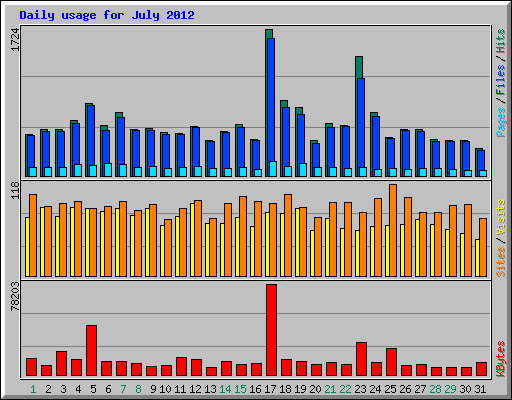 Daily usage for July 2012
1724
Pages / Files / Hits
118
Sites / Visits
78203
KBytes
1 2 3 4 5 6 7 8 9 10 11 12 13 14 15 16 17 18 19 20 21 22 23 24 25 26 27 28 29 30 31